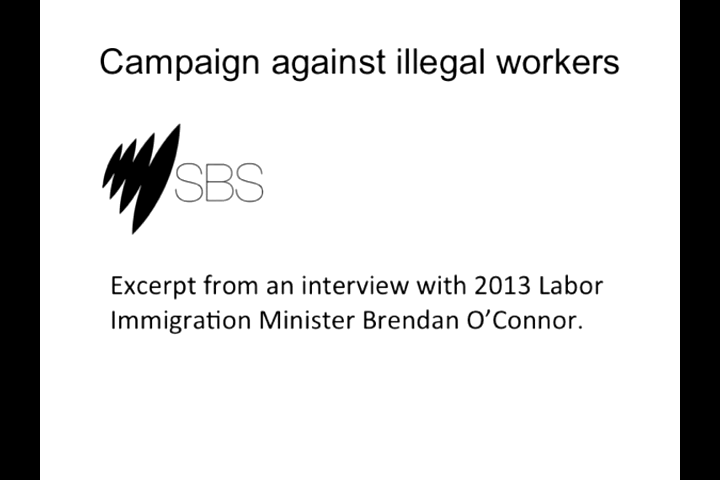 Campaign against illegal workers
SBS
Excerpt from an interview with 2013 Labor
Immigration Minister Brendan O’Connor.